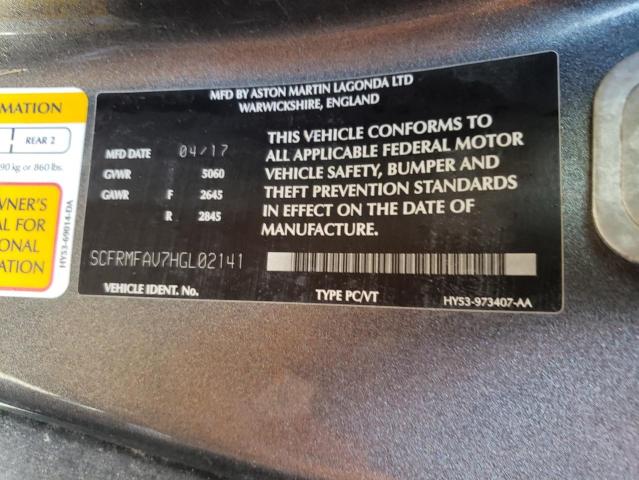 RMATION
REAR 2
90 kg or 860 lbs.
WNER'S
AL FOR
IONAL
ATION
HY53-69014-DA
MFD BY ASTON MARTIN LAGONDA LTD
WARWICKSHIRE, ENGLAND
MFD DATE 04/17
GVWR 5060
GAWR F 2645
R 2845
THIS VEHICLE CONFORMS TO
ALL APPLICABLE FEDERAL MOTOR
VEHICLE SAFETY, BUMPER AND
THEFT PREVENTION STANDARDS
IN EFFECT ON THE DATE OF
MANUFACTURE.
SCFRMFAV7HGL02141
VEHICLE IDENT. No.
TYPE PC/VT
HY53-973407-AA